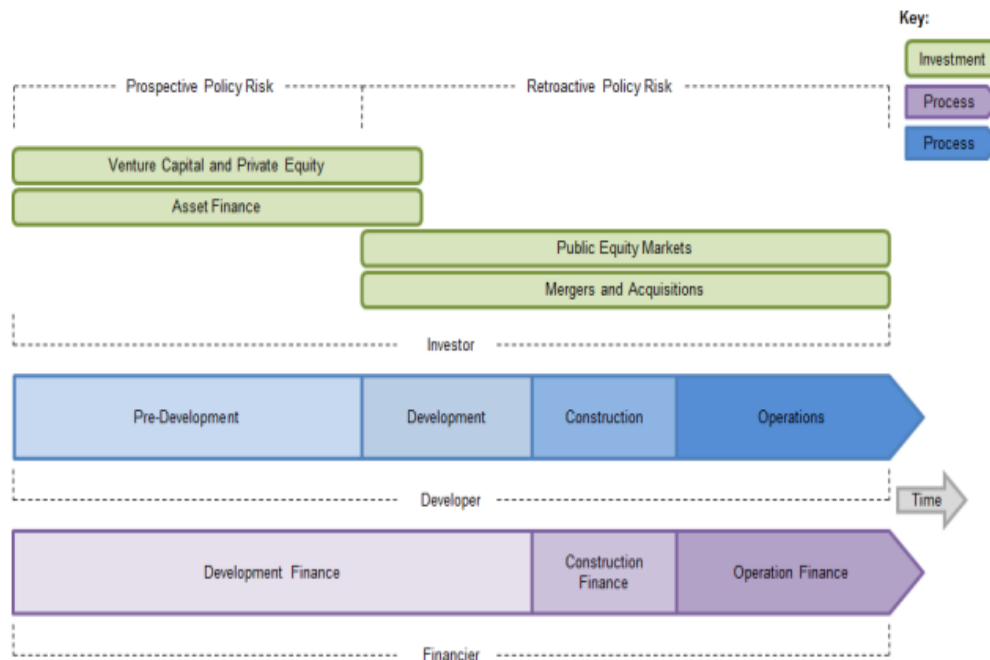 Key:
Investment
Process
Process
Prospective Policy Risk
Retroactive Policy Risk
Venture Capital and Private Equity
Asset Finance
Public Equity Markets
Mergers and Acquisitions
Investor
Pre-Development
Development
Construction
Operations
Developer
Time
Development Finance
Construction
Finance
Operation Finance
Financier